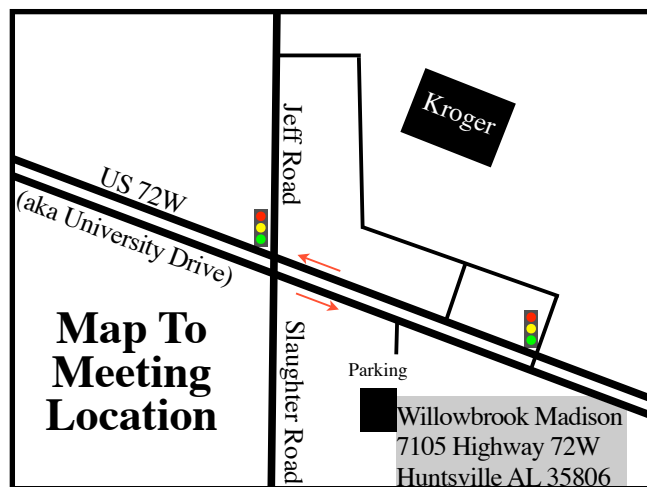 Kroger
Jeff Road
US 72W
(aka University Drive)
Map To
Meeting
Location
Slaughter Road
Parking
Willowbrook Madison
7105 Highway 72W
Huntsville AL 35806